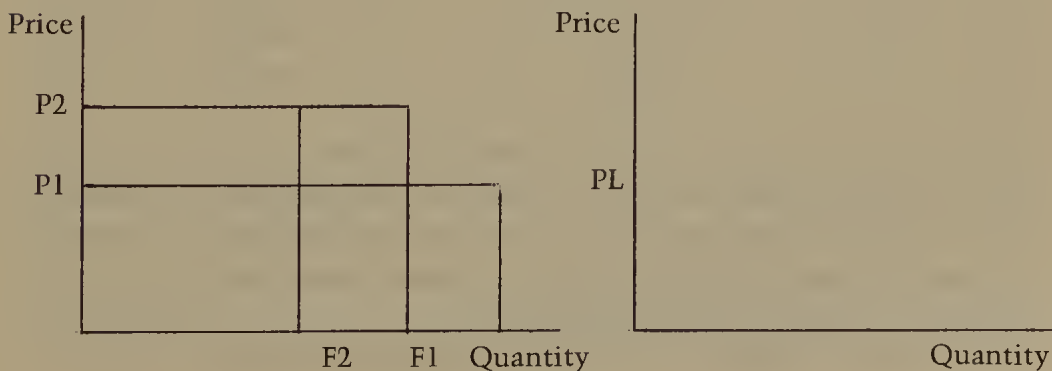 Price
P2
P1
F2 F1 Quantity
Price
PL
Quantity